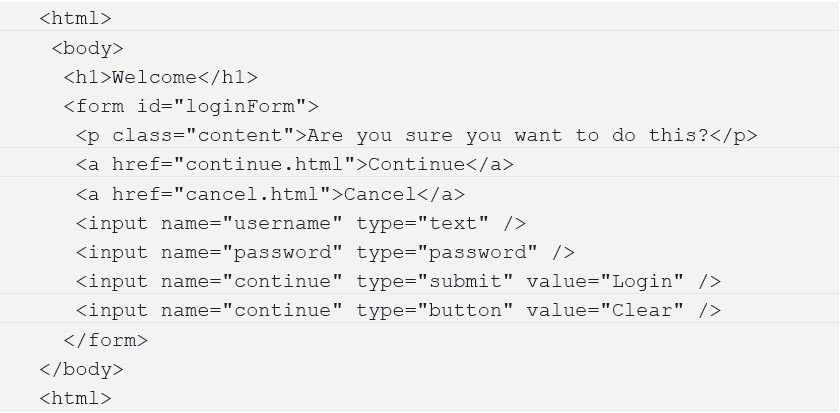 <html>
<body>
<h1>Welcome</h1>
<form id="loginForm">
<p class="content">Are you sure you want to do this?</p>
<a href="continue.html">Continue</a>
<a href="cancel.html">Cancel</a>
<input name="username" type="text" />
<input name="password" type="password" />
<input name="continue" type="submit" value="Login" />
<input name="continue" type="button" value="Clear" />
</form>
</body>
<html>